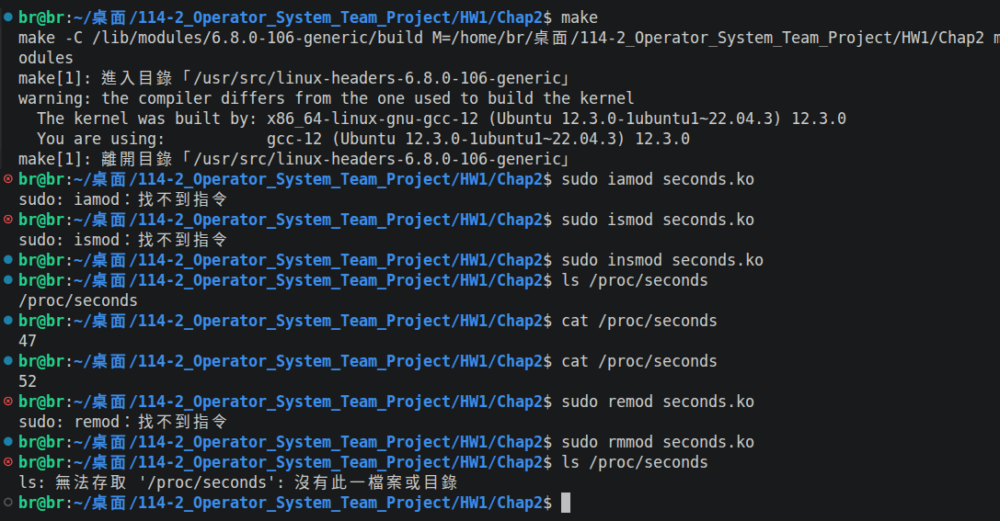 br@br:~/桌面/114-2_Operator_System_Team_Project/HW1/Chap2$ make
make -C /lib/modules/6.8.0-106-generic/build M=/home/br/桌面/114-2_Operator_System_Team_Project/HW1/Chap2 m
odules
make[1]: 進入目錄「/usr/src/linux-headers-6.8.0-106-generic」
warning: the compiler differs from the one used to build the kernel
  The kernel was built by: x86_64-linux-gnu-gcc-12 (Ubuntu 12.3.0-1ubuntu1~22.04.3) 12.3.0
  You are using:           gcc-12 (Ubuntu 12.3.0-1ubuntu1~22.04.3) 12.3.0
make[1]: 離開目錄「/usr/src/linux-headers-6.8.0-106-generic」
br@br:~/桌面/114-2_Operator_System_Team_Project/HW1/Chap2$ sudo iamod seconds.ko
sudo: iamod：找不到指令
br@br:~/桌面/114-2_Operator_System_Team_Project/HW1/Chap2$ sudo ismod seconds.ko
sudo: ismod：找不到指令
br@br:~/桌面/114-2_Operator_System_Team_Project/HW1/Chap2$ sudo insmod seconds.ko
br@br:~/桌面/114-2_Operator_System_Team_Project/HW1/Chap2$ ls /proc/seconds
/proc/seconds
br@br:~/桌面/114-2_Operator_System_Team_Project/HW1/Chap2$ cat /proc/seconds
47
br@br:~/桌面/114-2_Operator_System_Team_Project/HW1/Chap2$ cat /proc/seconds
52
br@br:~/桌面/114-2_Operator_System_Team_Project/HW1/Chap2$ sudo remod seconds.ko
sudo: remod：找不到指令
br@br:~/桌面/114-2_Operator_System_Team_Project/HW1/Chap2$ sudo rmmod seconds.ko
br@br:~/桌面/114-2_Operator_System_Team_Project/HW1/Chap2$ ls /proc/seconds
ls: 無法存取 '/proc/seconds': 沒有此一檔案或目錄
br@br:~/桌面/114-2_Operator_System_Team_Project/HW1/Chap2$